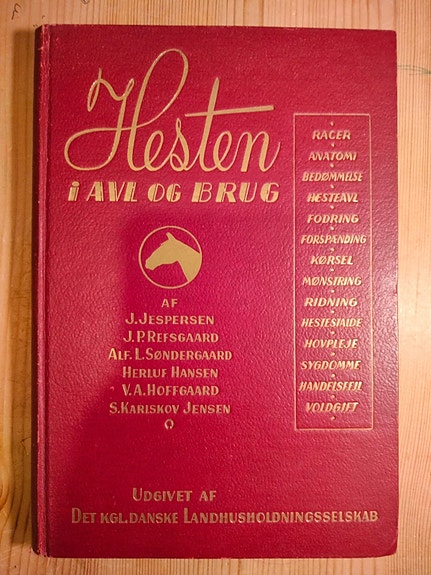 Hesten
i AVL OG BRUG
AF
J. JESPERSEN
J. P. REFSGAARD
ALF. L. SØNDERGAARD
HERLUF HANSEN
V. A. HOFFGAARD
S. KARISKOV JENSEN
UDGIVET AF
DET KGL. DANSKE LANDHUSHOLDNINGSSELSKAB
RACER
ANATOMI
BEDØMMELSE
HESTEAVL
FODRING
FORSPÆNDING
KØRSEL
MØNSTRING
RIDNING
HESTESTALDE
HOVPLEJE
SYGDOMME
HANDELSFEJL
VOLDGIFT